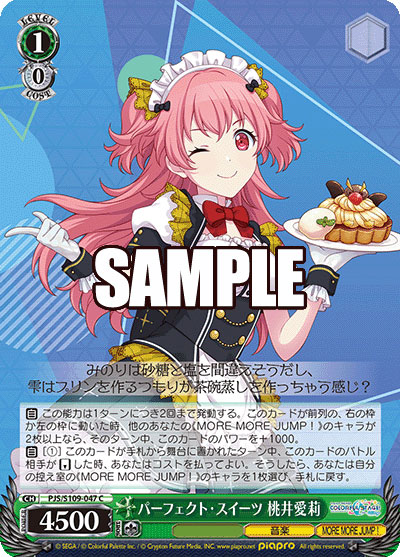 LEVEL
1
0
COST
SAMPLE
みのりは砂糖と塩を間違えそうだし、
雫はプリンを作るつもりが茶碗蒸しを作っちゃう感じ？
【自】 この能力は1ターンにつき2回まで発動する。このカードが前列の、右の枠
か左の枠に動いた時、他のあなたの《MORE MORE JUMP！》のキャラが
2枚以上なら、そのターン中、このカードのパワーを＋1000。
【自】 ［①］ このカードが手札から舞台に置かれたターン中、このカードのバトル
相手が した時、あなたはコストを払ってよい。そうしたら、あなたは自分
の控え室の《MORE MORE JUMP！》のキャラを1枚選び、手札に戻す。
CH PJS/S109-047 C
パーフェクト・スイーツ 桃井愛莉
COLORFUL STAGE!
POWER
4500
音楽
MORE MORE JUMP！
© SEGA / © Colorful Palette Inc. / © Crypton Future Media, INC. www.piapro.net piapro